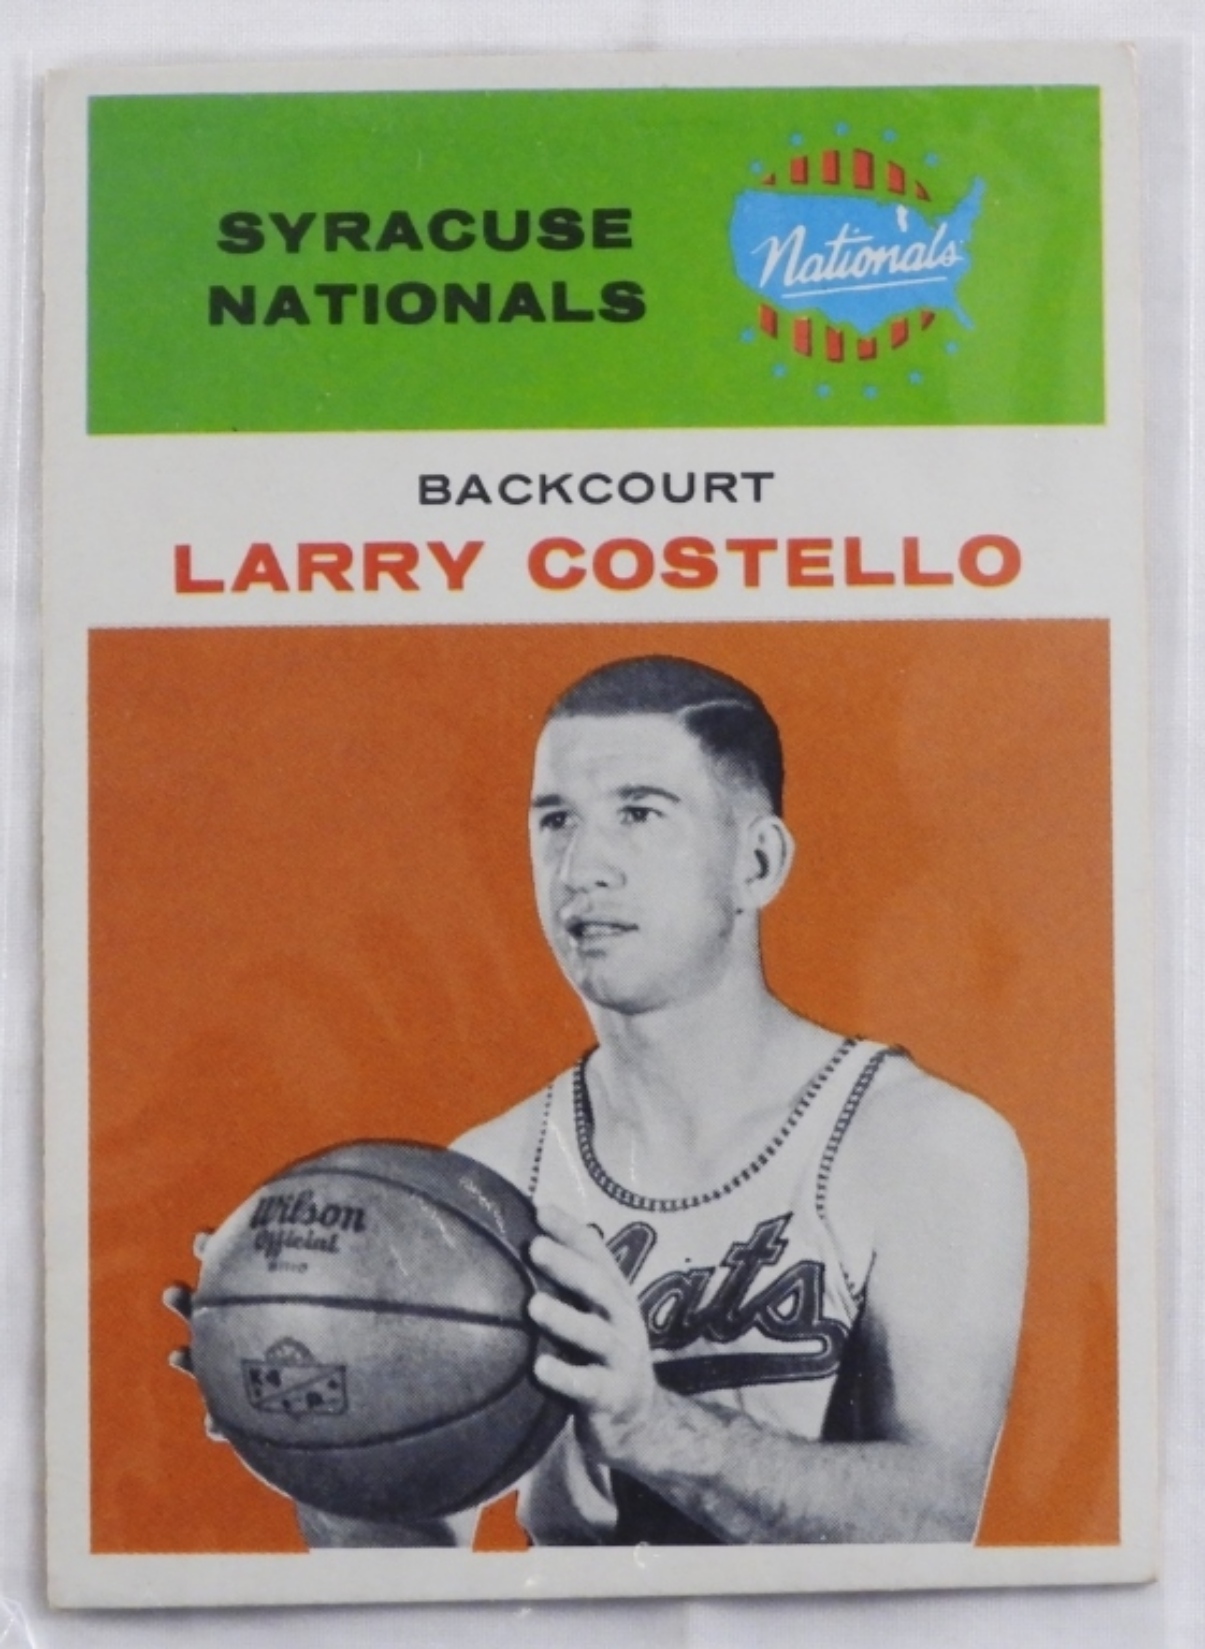 SYRACUSE
NATIONALS
Nationals
BACKCOURT
LARRY COSTELLO
Wilson
Official
Nats